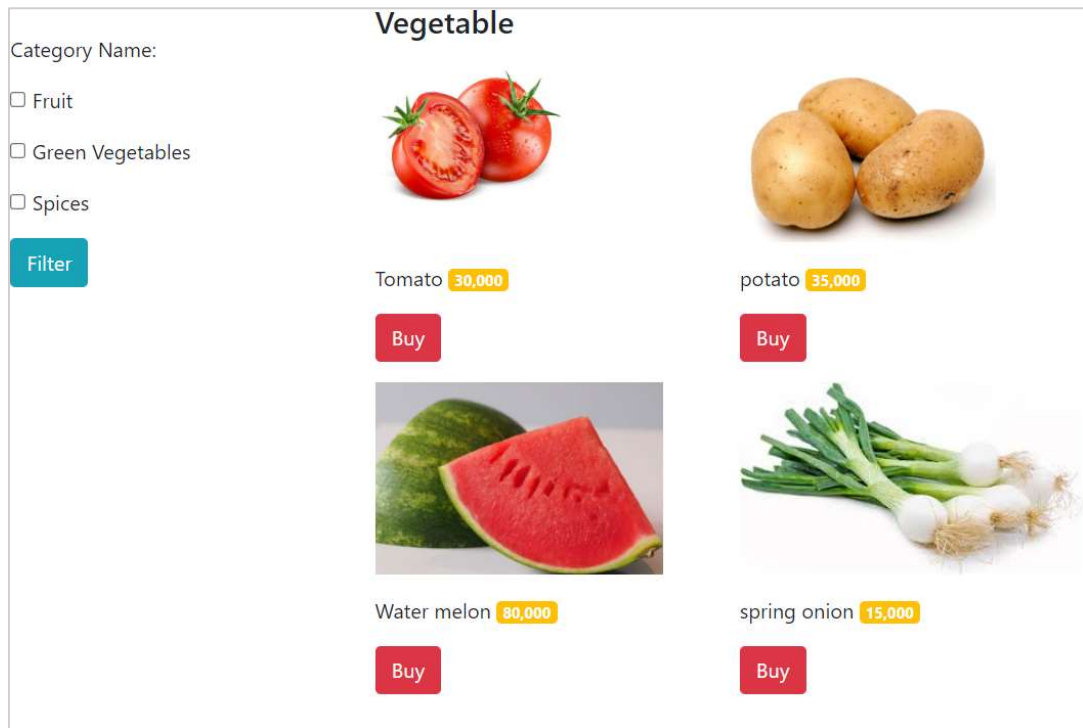 Vegetable
Category Name:
Fruit
Green Vegetables
Spices
Filter
Tomato 30,000
potato 35,000
Buy
Buy
Water melon 80,000
spring onion 15,000
Buy
Buy